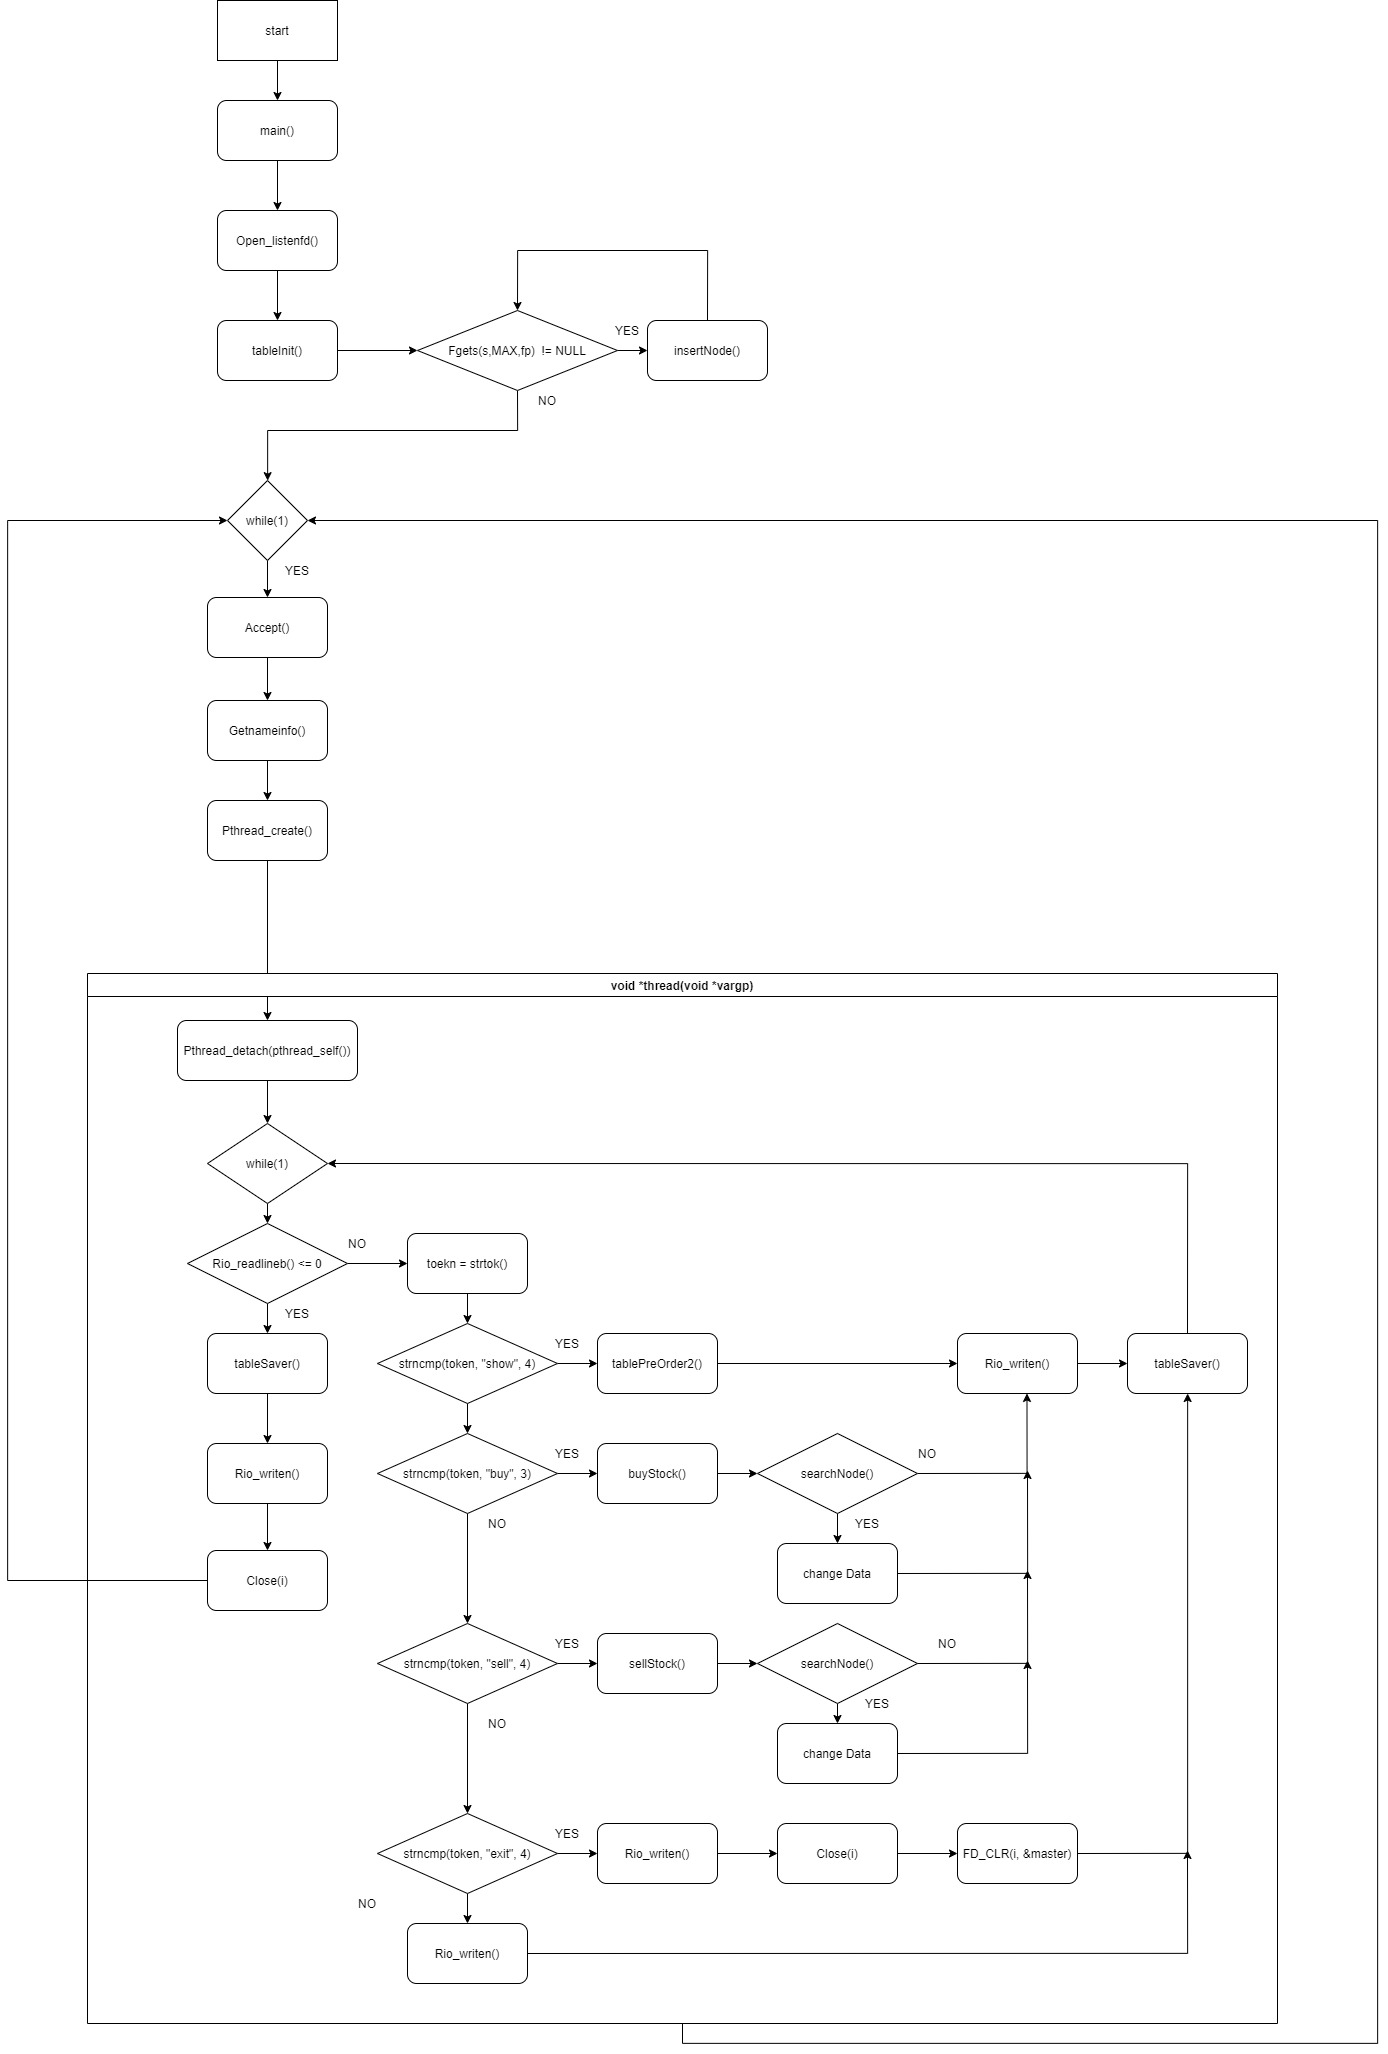 start
main()
Open_listenfd()
tableInit()
Fgets(s,MAX,fp)  != NULL
YES
insertNode()
NO
while(1)
YES
Accept()
Getnameinfo()
Pthread_create()
void *thread(void *vargp)
Pthread_detach(pthread_self())
while(1)
Rio_readlineb() <= 0
NO
toekn = strtok()
YES
tableSaver()
Rio_writen()
Close(i)
strncmp(token, "show", 4)
YES
tablePreOrder2()
Rio_writen()
tableSaver()
strncmp(token, "buy", 3)
YES
buyStock()
searchNode()
NO
YES
change Data
NO
strncmp(token, "sell", 4)
YES
sellStock()
searchNode()
NO
YES
change Data
NO
strncmp(token, "exit", 4)
YES
Rio_writen()
Close(i)
FD_CLR(i, &master)
NO
Rio_writen()